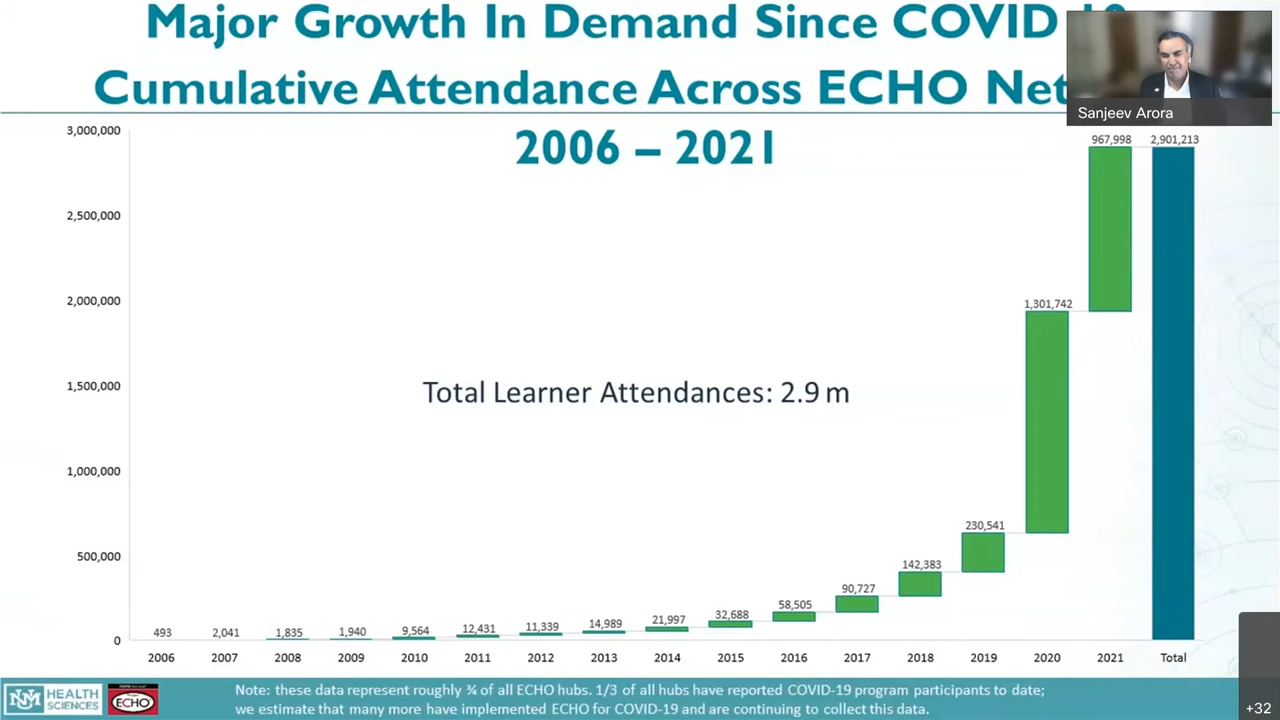 Major Growth In Demand Since COVID
Cumulative Attendance Across ECHO Net
2006 – 2021
Sanjeev Arora
3,000,000
2,500,000
2,000,000
1,500,000
1,000,000
500,000
0
967,998
2,901,213
1,301,742
230,541
142,383
90,727
58,505
32,688
21,997
14,989
11,339
12,431
9,564
1,940
1,835
2,041
493
Total Learner Attendances: 2.9 m
2006 2007 2008 2009 2010 2011 2012 2013 2014 2015 2016 2017 2018 2019 2020 2021 Total
UNM HEALTH
SCIENCES
ECHO
Note: these data represent roughly ¾ of all ECHO hubs. 1/3 of all hubs have reported COVID-19 program participants to date;
we estimate that many more have implemented ECHO for COVID-19 and are continuing to collect this data.
+32